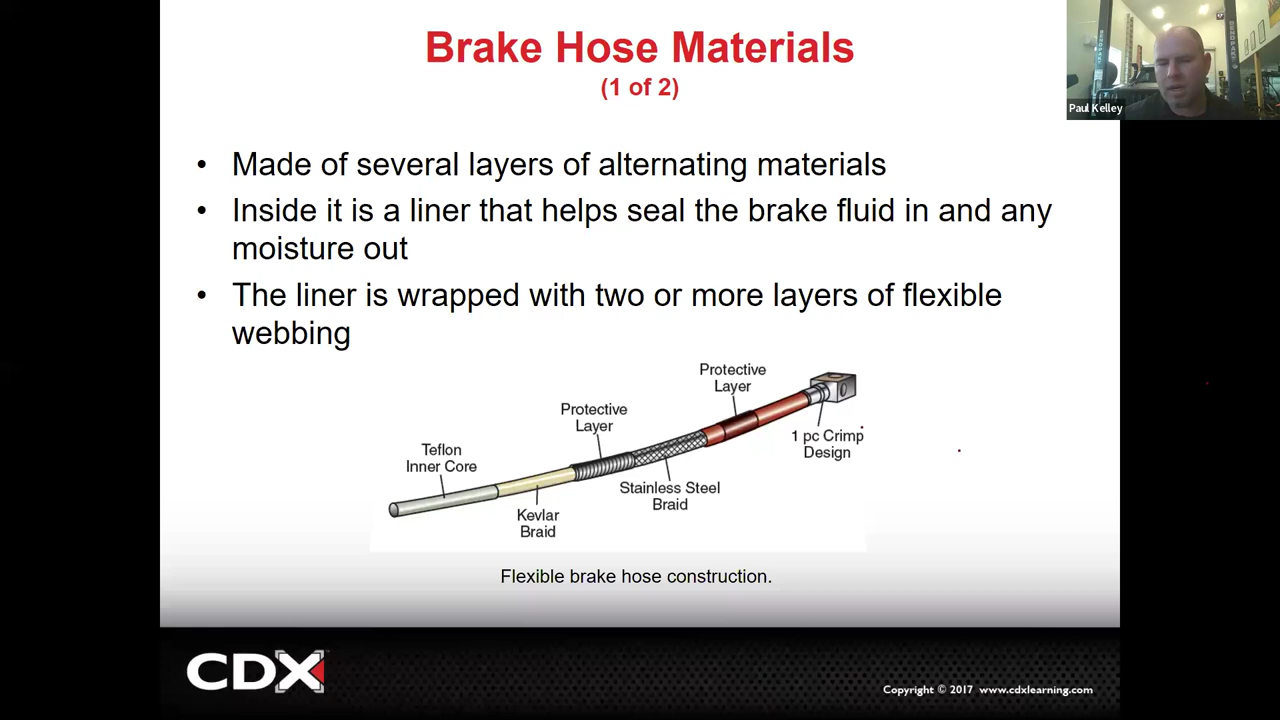 Brake Hose Materials
(1 of 2)
Paul Kelley
• Made of several layers of alternating materials
• Inside it is a liner that helps seal the brake fluid in and any
moisture out
• The liner is wrapped with two or more layers of flexible
webbing
Protective
Layer
Protective
Layer
1 pc Crimp
Design
Teflon
Inner Core
Stainless Steel
Braid
Kevlar
Braid
Flexible brake hose construction.
CDX
Copyright © 2017 www.cdxlearning.com